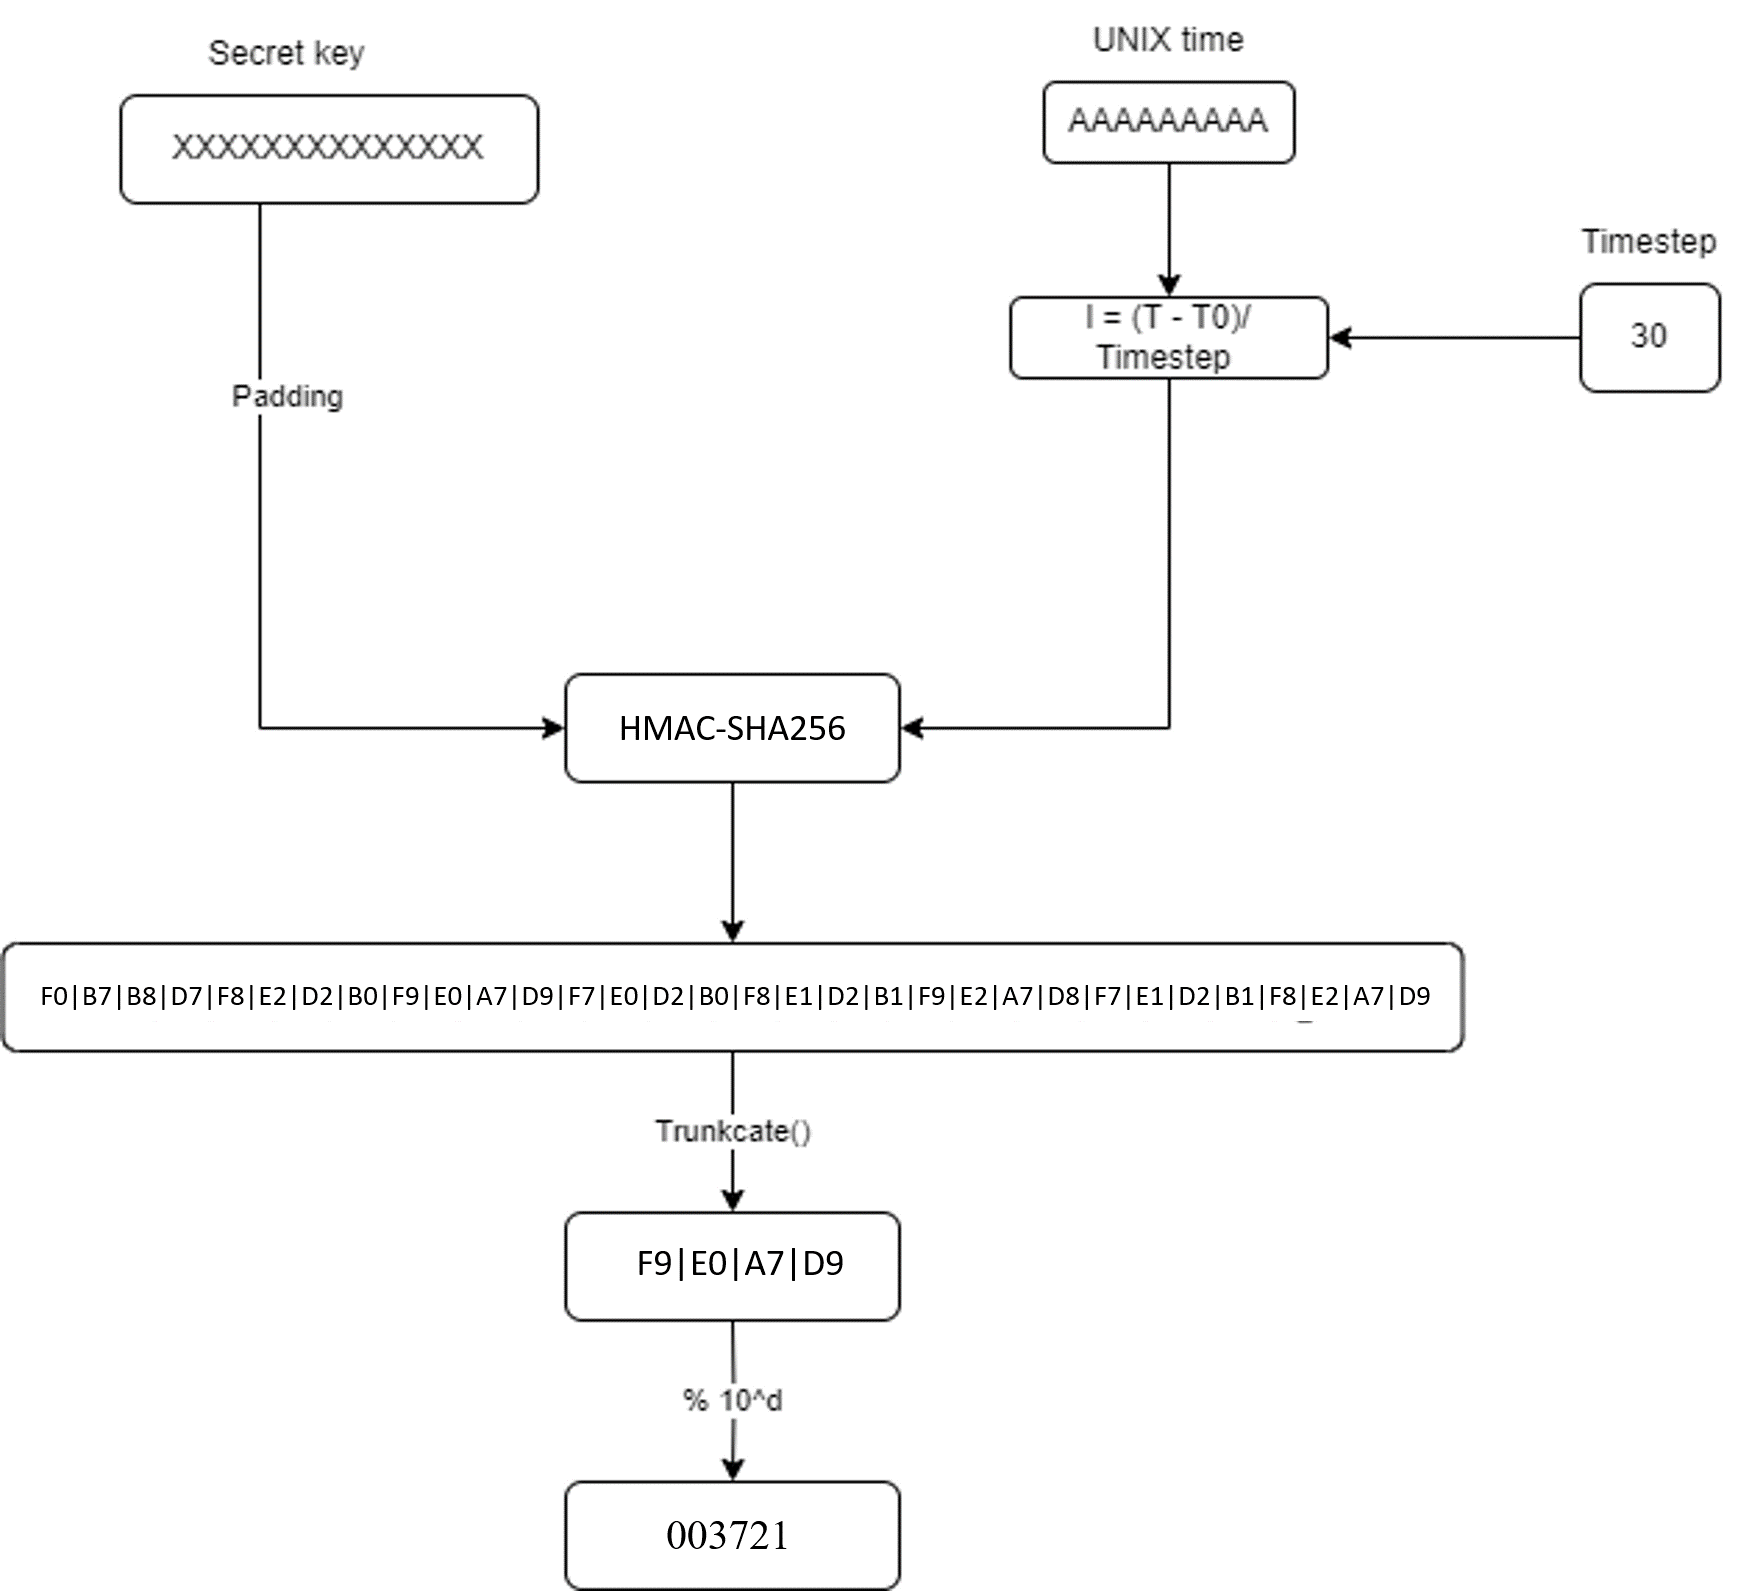 Secret key
XXXXXXXXXXXXXX
UNIX time
AAAAAAAAA
Timestep
30
I = (T - T0)/
Timestep
Padding
HMAC-SHA256
F0|B7|B8|D7|F8|E2|D2|B0|F9|E0|A7|D9|F7|E0|D2|B0|F8|E1|D2|B1|F9|E2|A7|D8|F7|E1|D2|B1|F8|E2|A7|D9
Trunkcate()
F9|E0|A7|D9
% 10^d
003721